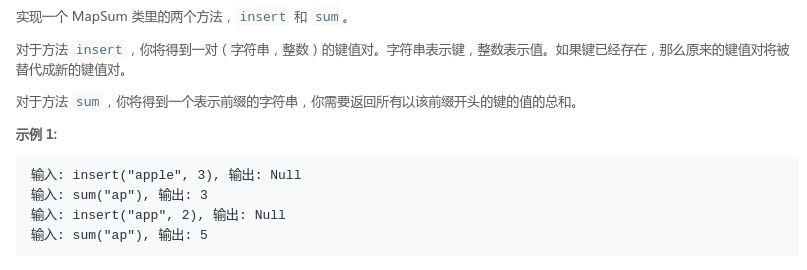 实现一个 MapSum 类里的两个方法，insert 和 sum。
对于方法 insert，你将得到一对（字符串，整数）的键值对。字符串表示键，整数表示值。如果键已经存在，那么原来的键值对将被
替代成新的键值对。
对于方法 sum，你将得到一个表示前缀的字符串，你需要返回所有以该前缀开头的键的值的总和。
示例 1:
输入: insert("apple", 3), 输出: Null
输入: sum("ap"), 输出: 3
输入: insert("app", 2), 输出: Null
输入: sum("ap"), 输出: 5